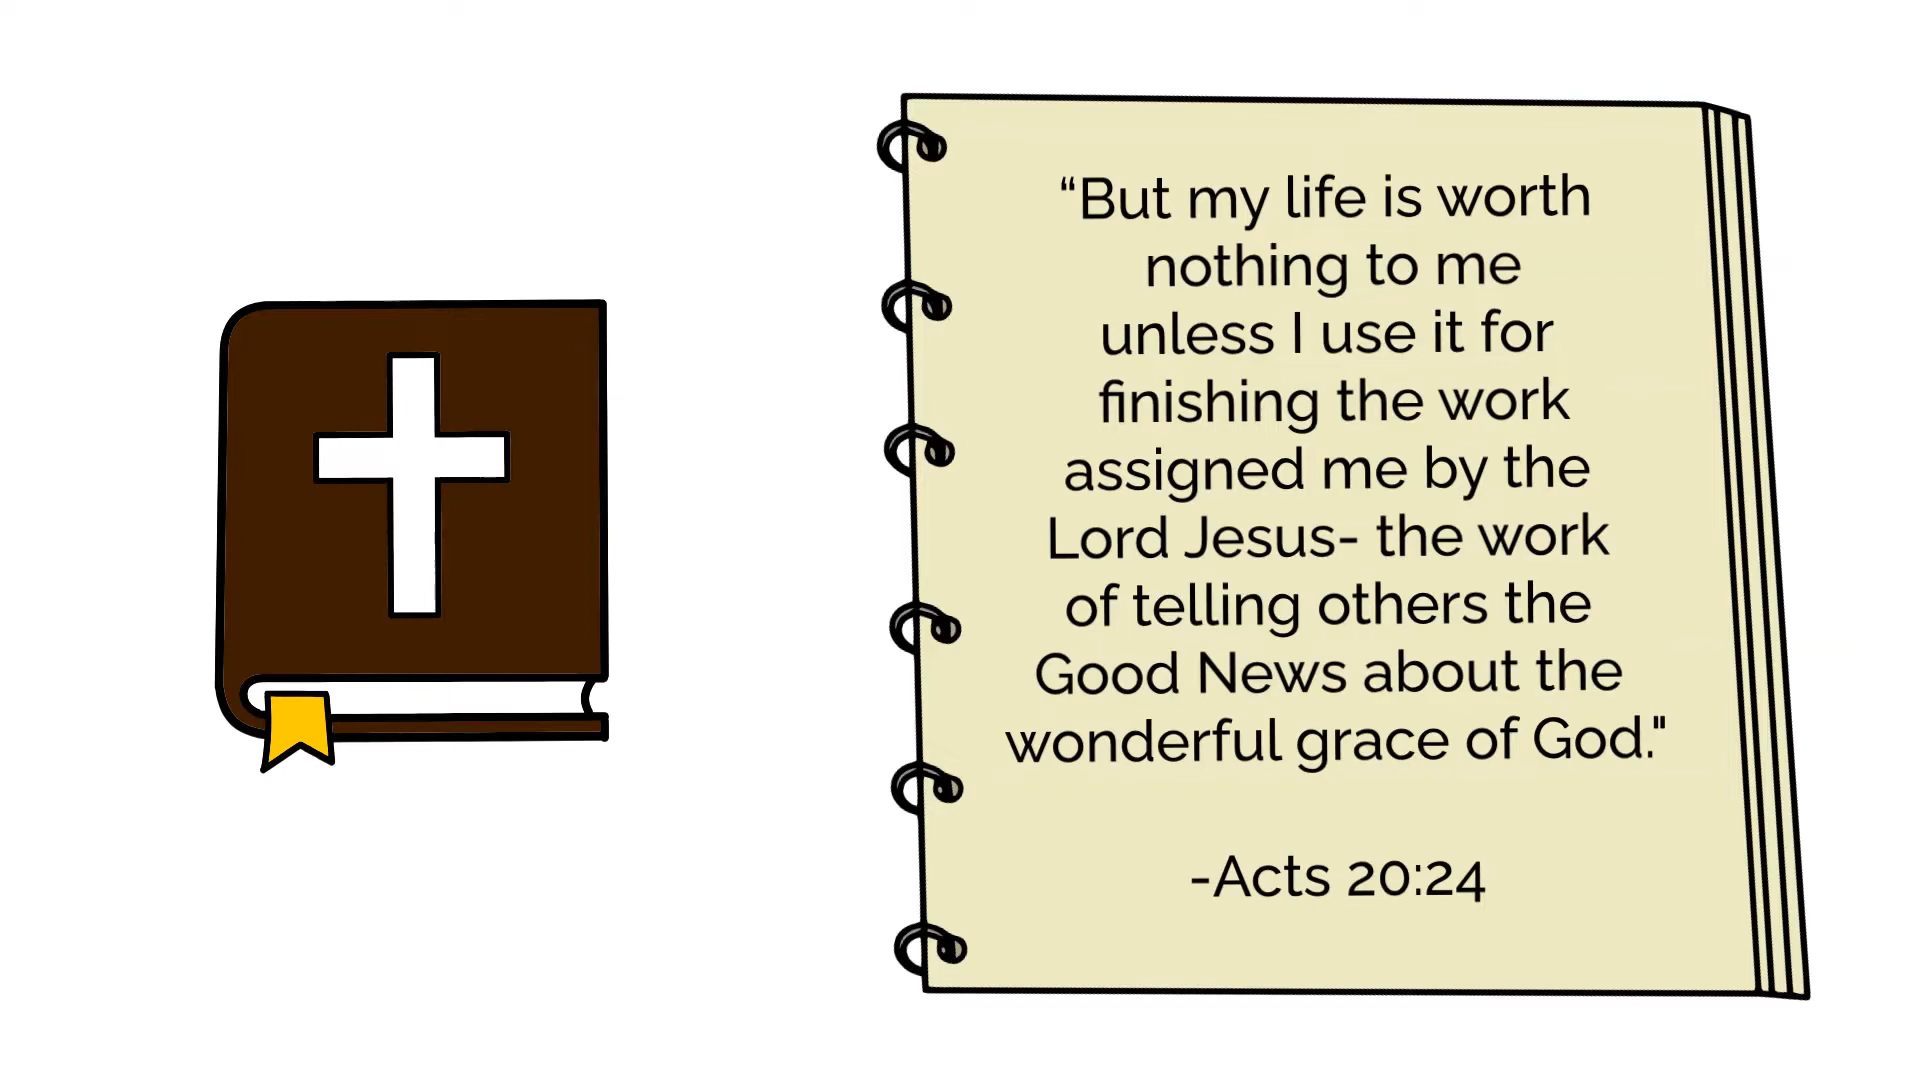 “But my life is worth
nothing to me
unless I use it for
finishing the work
assigned me by the
Lord Jesus- the work
of telling others the
Good News about the
wonderful grace of God."
-Acts 20:24